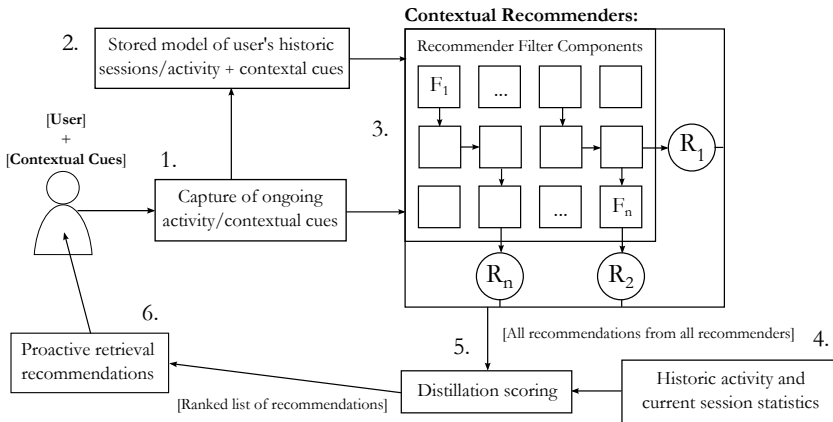 Contextual Recommenders:
2.
Stored model of user's historic
sessions/activity + contextal cues
Recommender Filter Components
F1
...
3.
[User]
+
[Contextual Cues]
1.
R1
Capture of ongoing
activity/contextual cues
...
Fn
Rn
R2
6.
5.
[All recommendations from all recommenders]
4.
Proactive retrieval
recommendations
Distillation scoring
Historic activity and
current session statistics
[Ranked list of recommendations]